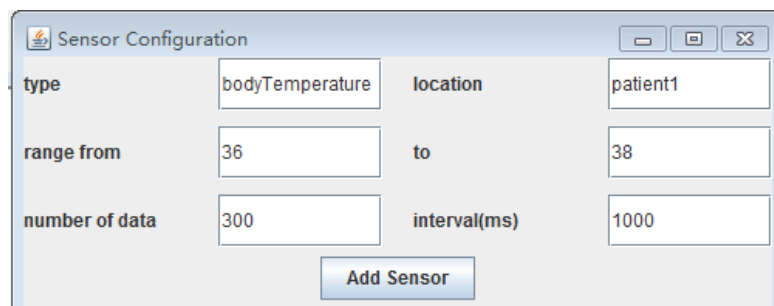 Sensor Configuration
type bodyTemperature location patient1
range from 36 to 38
number of data 300 interval(ms) 1000
Add Sensor